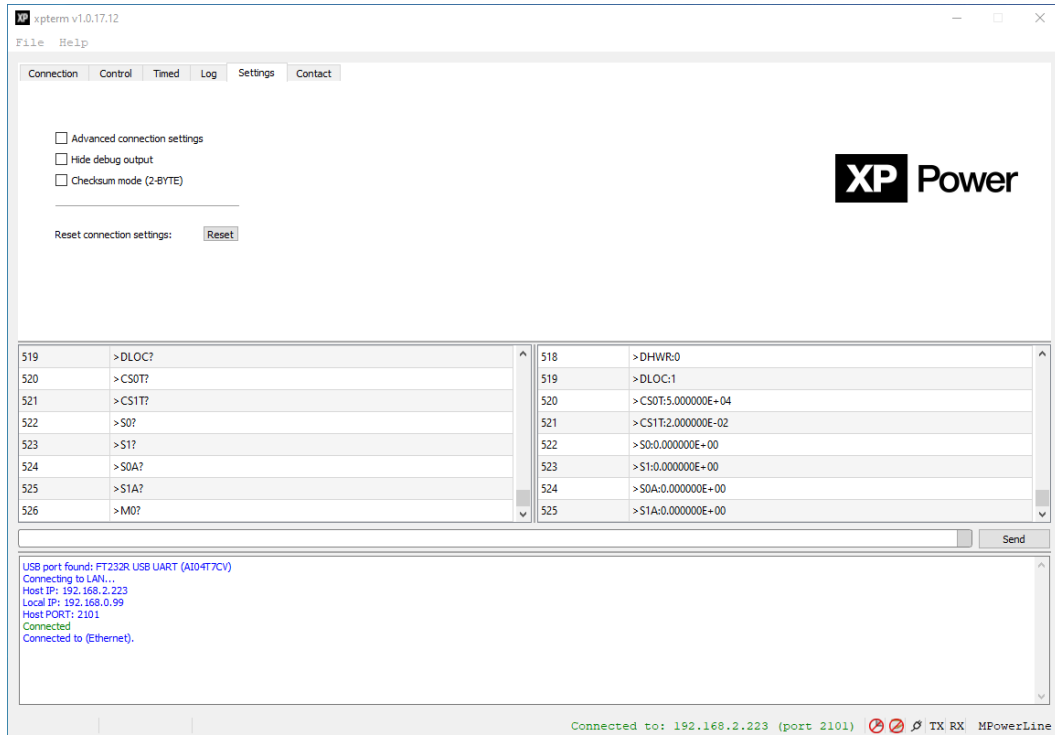 XP xpterm v1.0.17.12
File Help
Connection Control Timed Log Settings Contact
Advanced connection settings
Hide debug output
Checksum mode (2-BYTE)
XP Power
Reset connection settings: Reset
519 >DLOC?
520 >CS0T?
521 >CS1T?
522 >S0?
523 >S1?
524 >S0A?
525 >S1A?
526 >M0?
518 >DHWR:0
519 >DLOC:1
520 >CS0T:5.000000E+04
521 >CS1T:2.000000E-02
522 >S0:0.000000E+00
523 >S1:0.000000E+00
524 >S0A:0.000000E+00
525 >S1A:0.000000E+00
Send
USB port found: FT232R USB UART (AI04T7CV)
Connecting to LAN...
Host IP: 192.168.2.223
Local IP: 192.168.0.99
Host PORT: 2101
Connected
Connected to (Ethernet).
Connected to: 192.168.2.223 (port 2101) TX RX MPowerLine